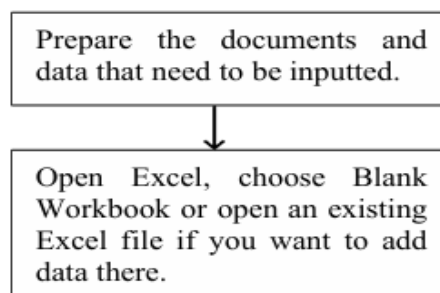 Prepare the documents and
data that need to be inputted.
Open Excel, choose Blank
Workbook or open an existing
Excel file if you want to add
data there.